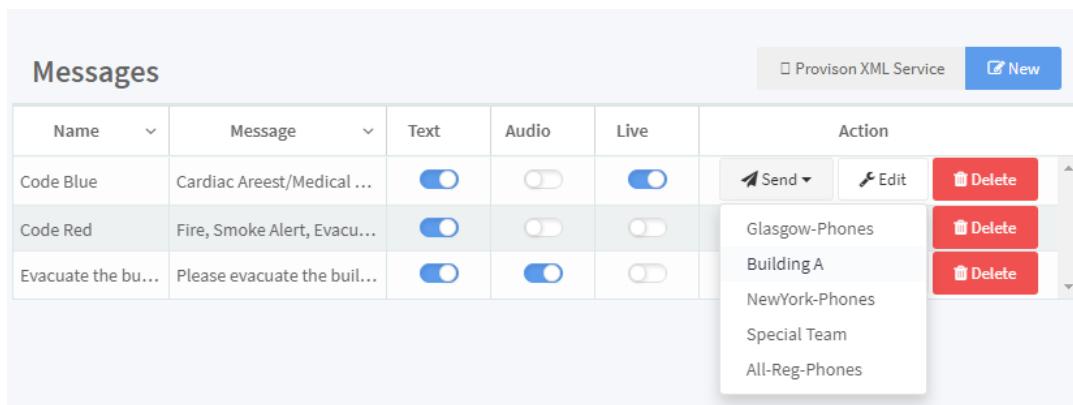 Messages
Provison XML Service
New
Name Message Text Audio Live Action
Code Blue Cardiac Areest/Medical ... Send Edit Delete
Code Red Fire, Smoke Alert, Evacu... Delete
Evacuate the bu... Please evacuate the buil... Delete
Glasgow-Phones
Building A
NewYork-Phones
Special Team
All-Reg-Phones